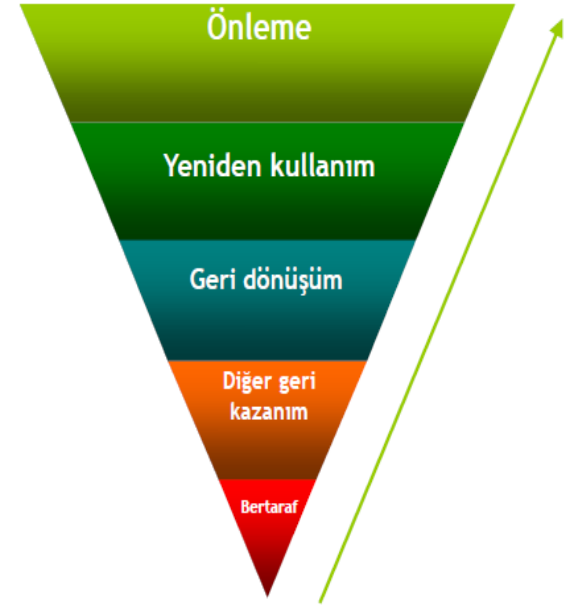 Önleme
Yeniden kullanım
Geri dönüşüm
Diğer geri
kazanım
Bertaraf